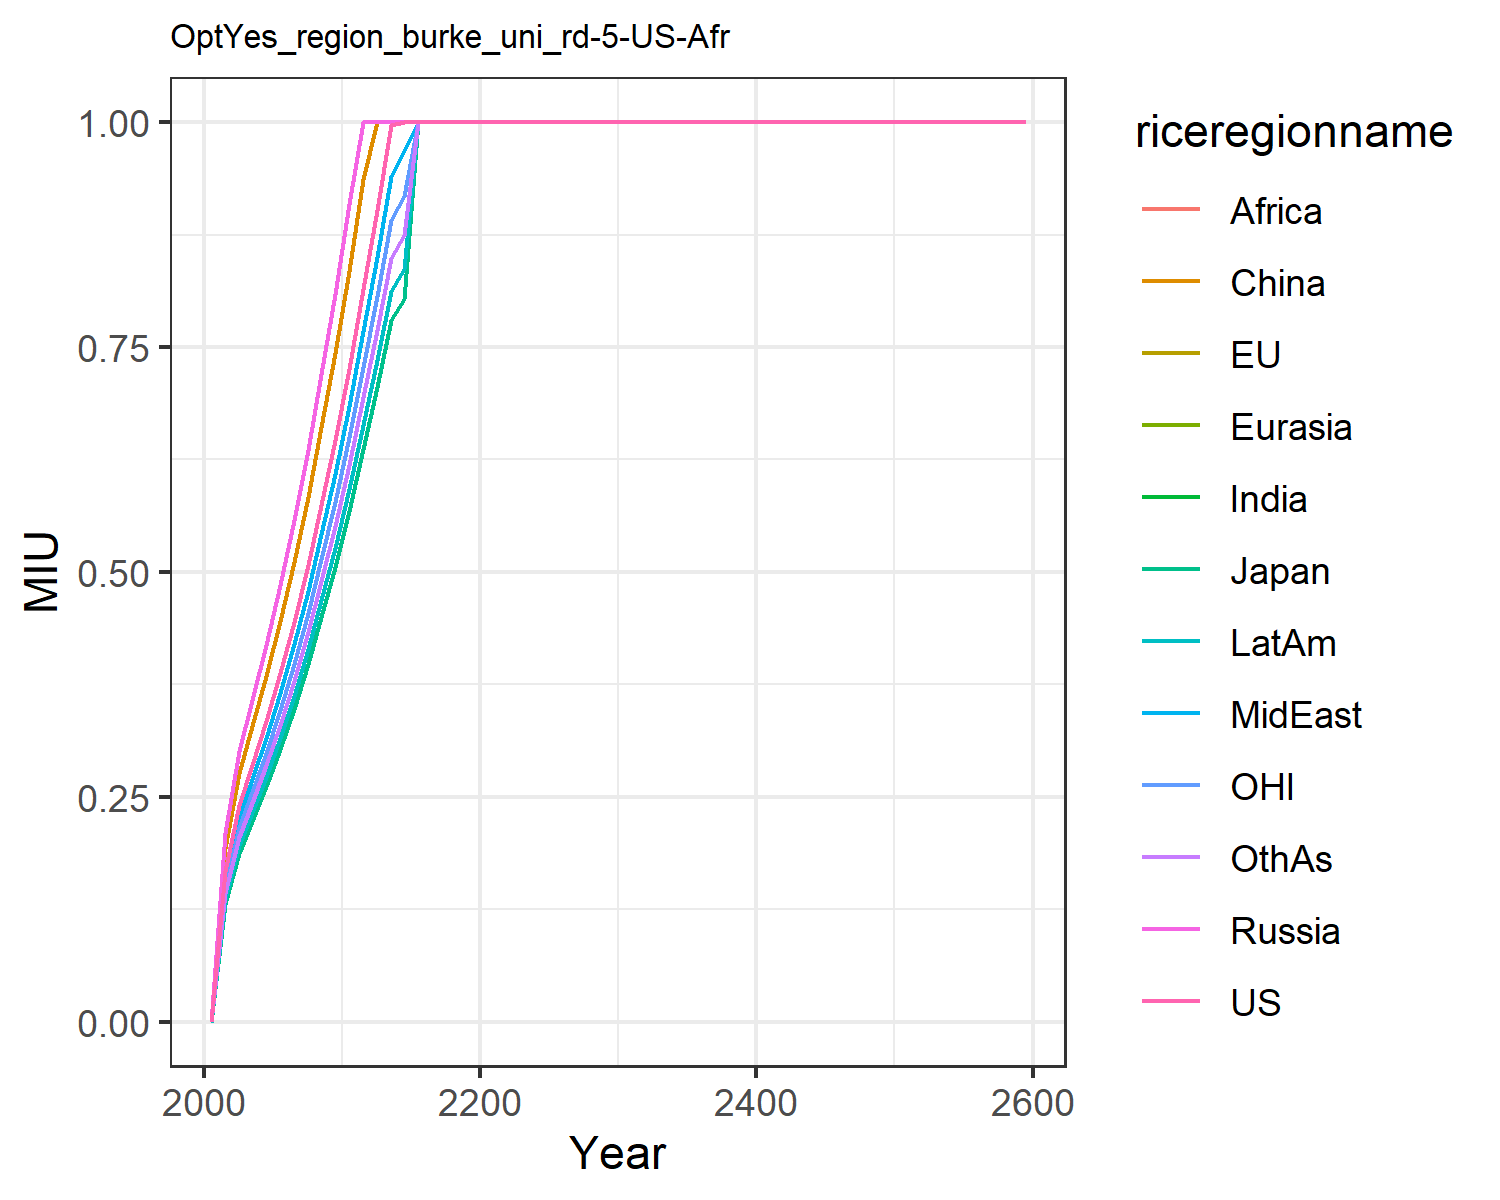 OptYes_region_burke_uni_rd-5-US-Afr
1.00
0.75
0.50
0.25
0.00
MIU
2000
2200
2400
2600
Year
riceregionname
Africa
China
EU
Eurasia
India
Japan
LatAm
MidEast
OHI
OthAs
Russia
US